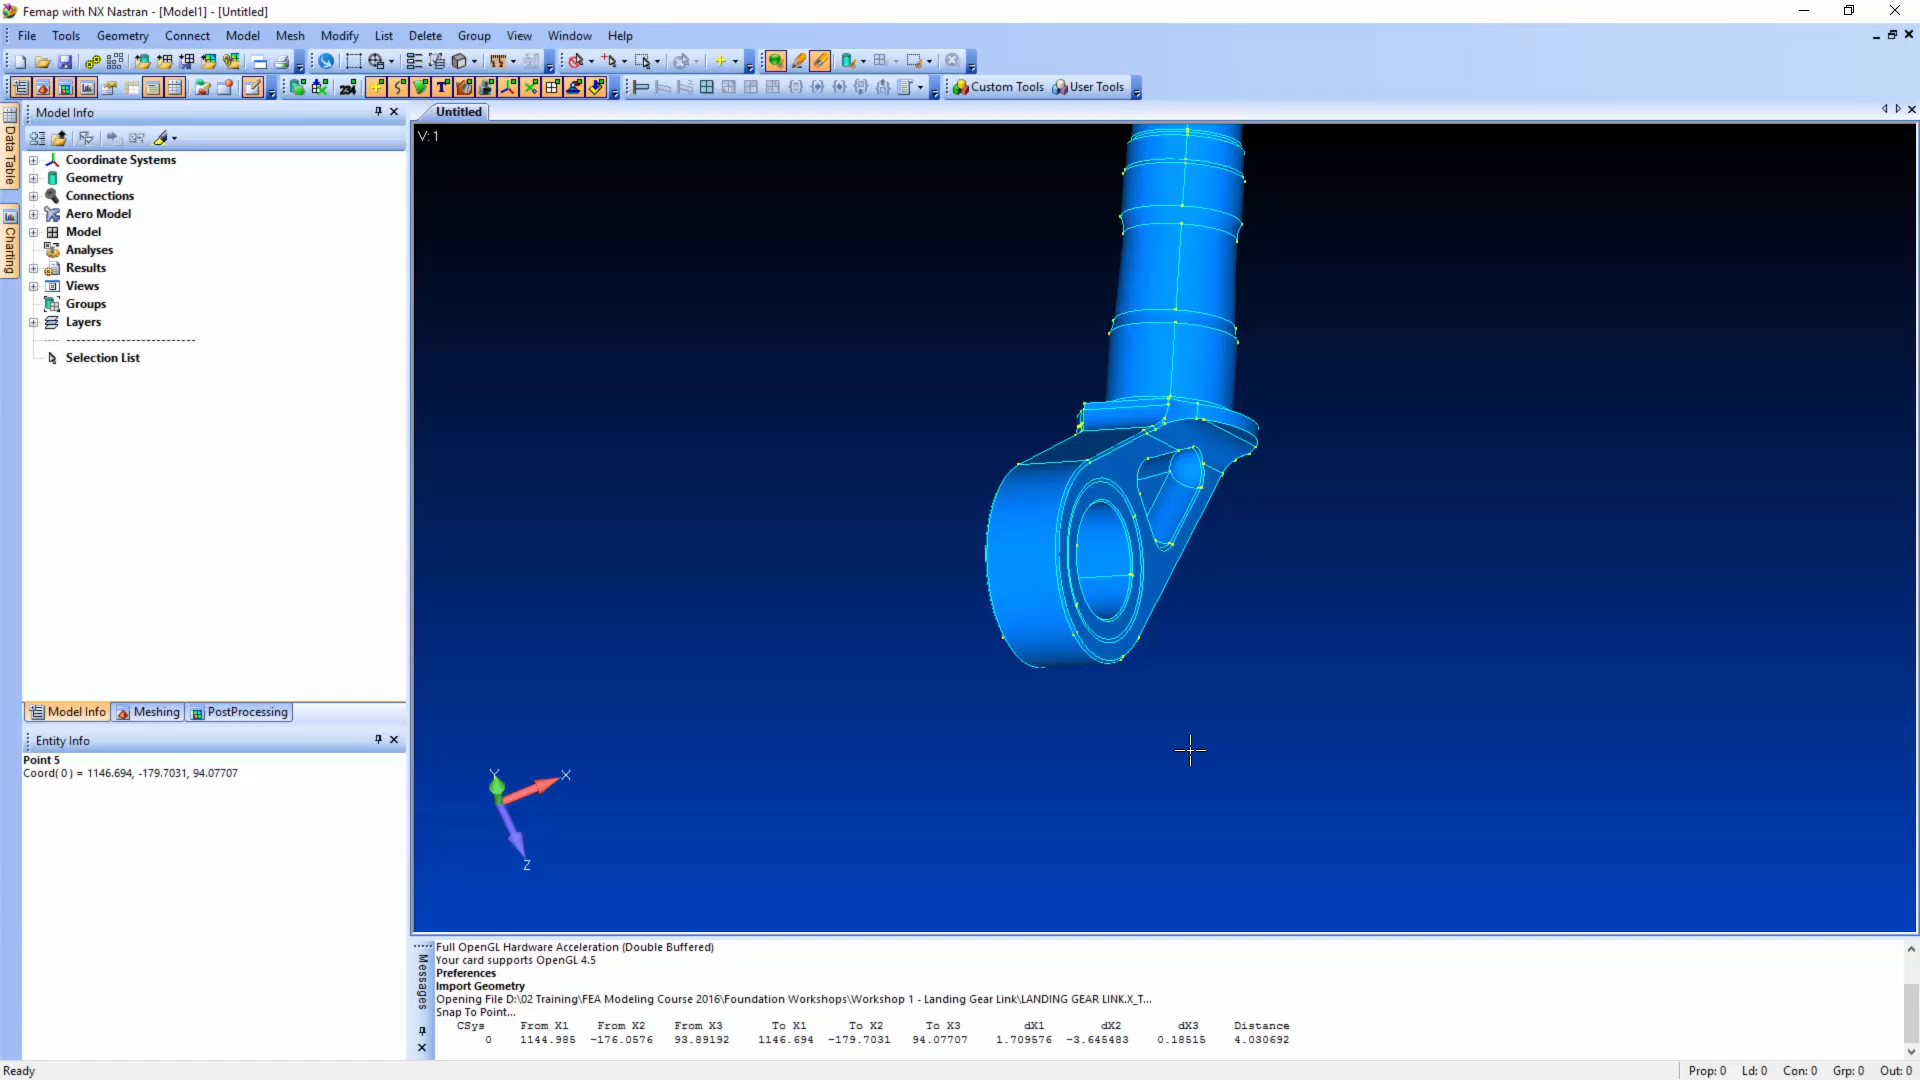 Femap with NX Nastran - [Model1] - [Untitled]
File Tools Geometry Connect Model Mesh Modify List Delete Group View Window Help
234 Custom Tools User Tools
Data Table
Charting
Model Info
Coordinate Systems
Geometry
Connections
Aero Model
Model
Analyses
Results
Views
Groups
Layers
---------------------------
Selection List
Model Info Meshing PostProcessing
Entity Info
Point 5
Coord( 0 ) = 1146.694, -179.7031, 94.07707
Untitled
V: 1
Y
X
Z
Messages
Full OpenGL Hardware Acceleration (Double Buffered)
Your card supports OpenGL 4.5
Preferences
Import Geometry
Opening File D:\02 Training\FEA Modeling Course 2016\Foundation Workshops\Workshop 1 - Landing Gear Link\LANDING GEAR LINK.X_T...
Snap To Point...
CSys From X1 From X2 From X3 To X1 To X2 To X3 dX1 dX2 dX3 Distance
0 1144.985 -176.0576 93.89192 1146.694 -179.7031 94.07707 1.709576 -3.645483 0.18515 4.030692
Ready
Prop: 0 Ld: 0 Con: 0 Grp: 0 Out: 0